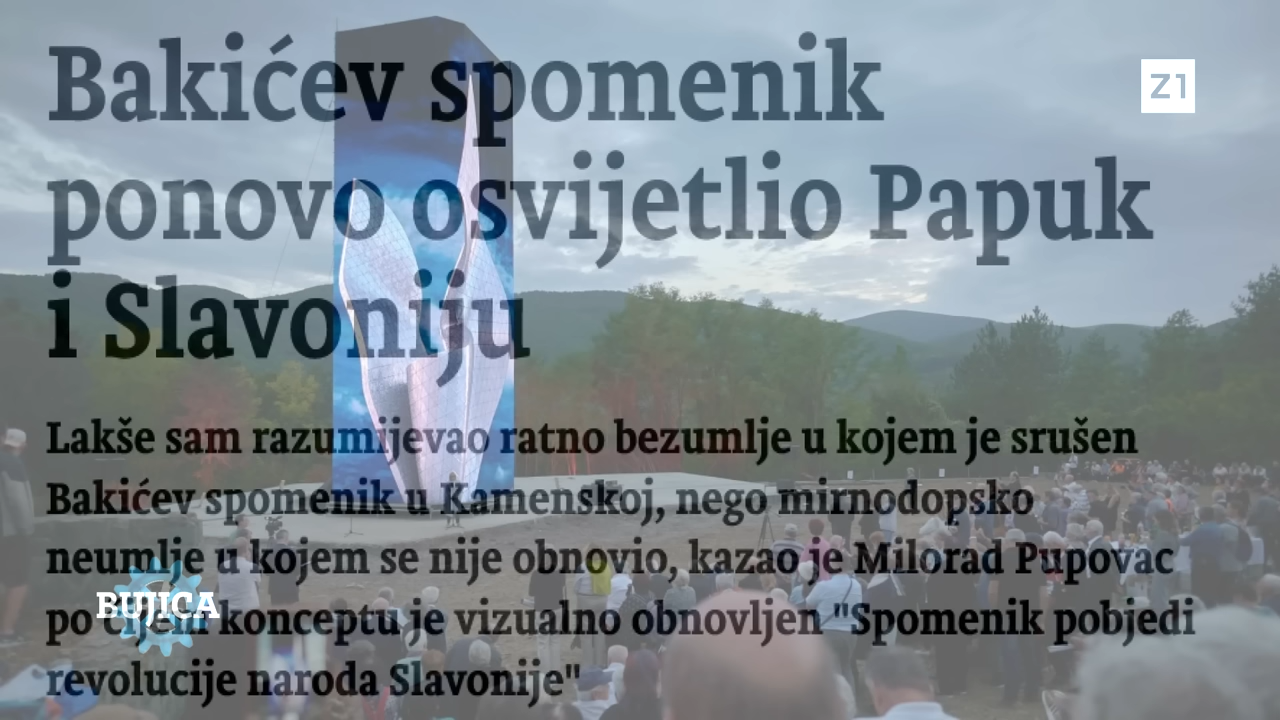 Bakićev spomenik
Z1
ponovo osvijetlio Papuk
i Slavoniju
Lakše sam razumijevao ratno bezumlje u kojem je srušen
Bakićev spomenik u Kamenskoj, nego mirnodopsko
neumlje u kojem se nije obnovio, kazao je Milorad Pupovac
BUJICA
po čijem konceptu je vizualno obnovljen "Spomenik pobjedi
revolucije naroda Slavonije"